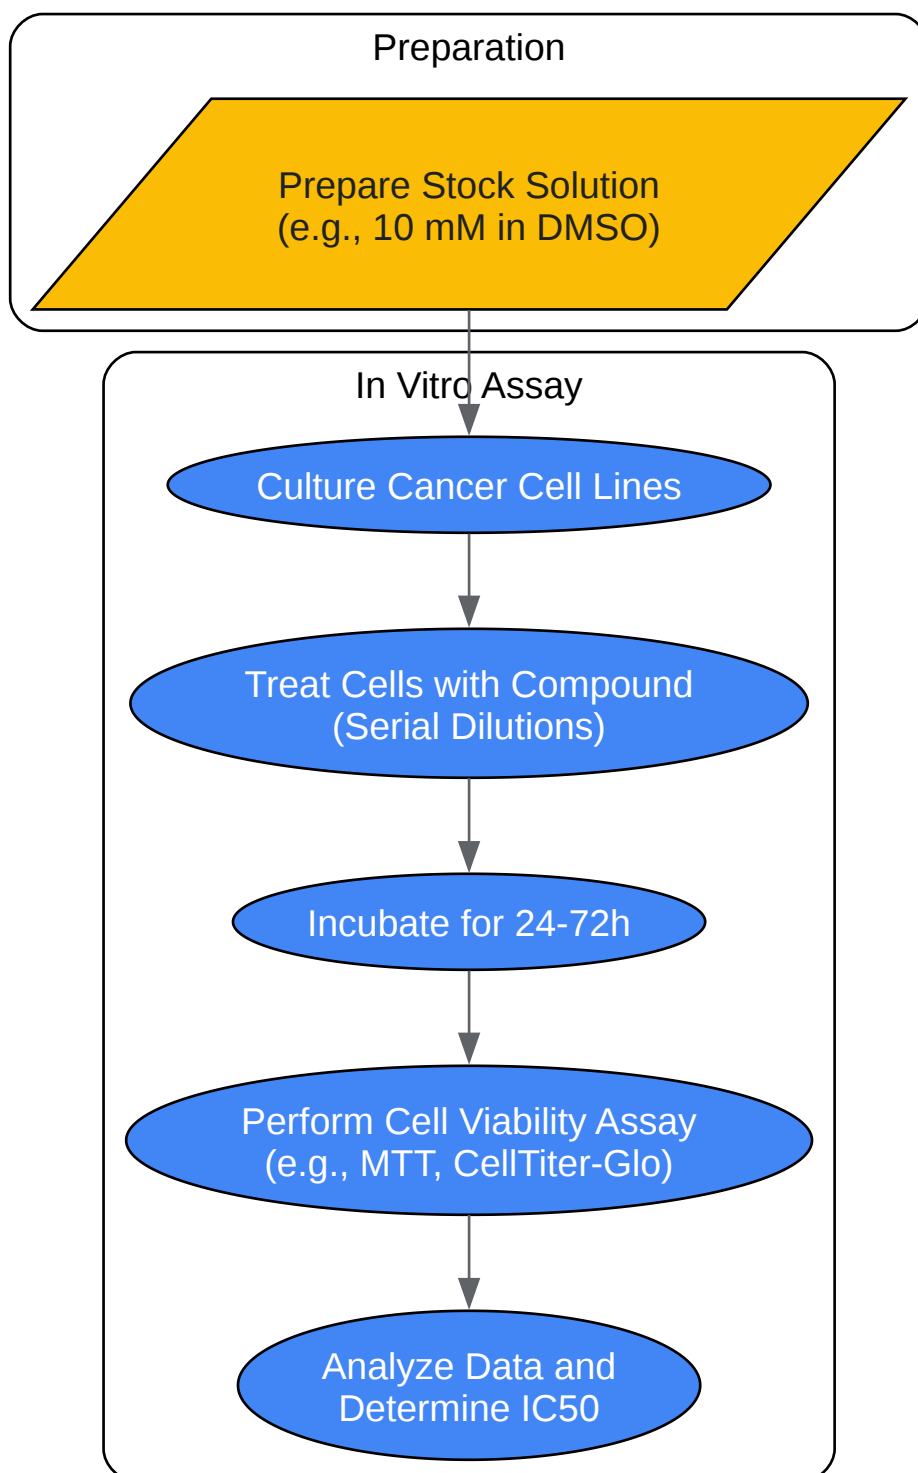 Preparation
Prepare Stock Solution
(e.g., 10 mM in DMSO)
In Vitro Assay
Culture Cancer Cell Lines
Treat Cells with Compound
(Serial Dilutions)
Incubate for 24-72h
Perform Cell Viability Assay
(e.g., MTT, CellTiter-Glo)
Analyze Data and
Determine IC50